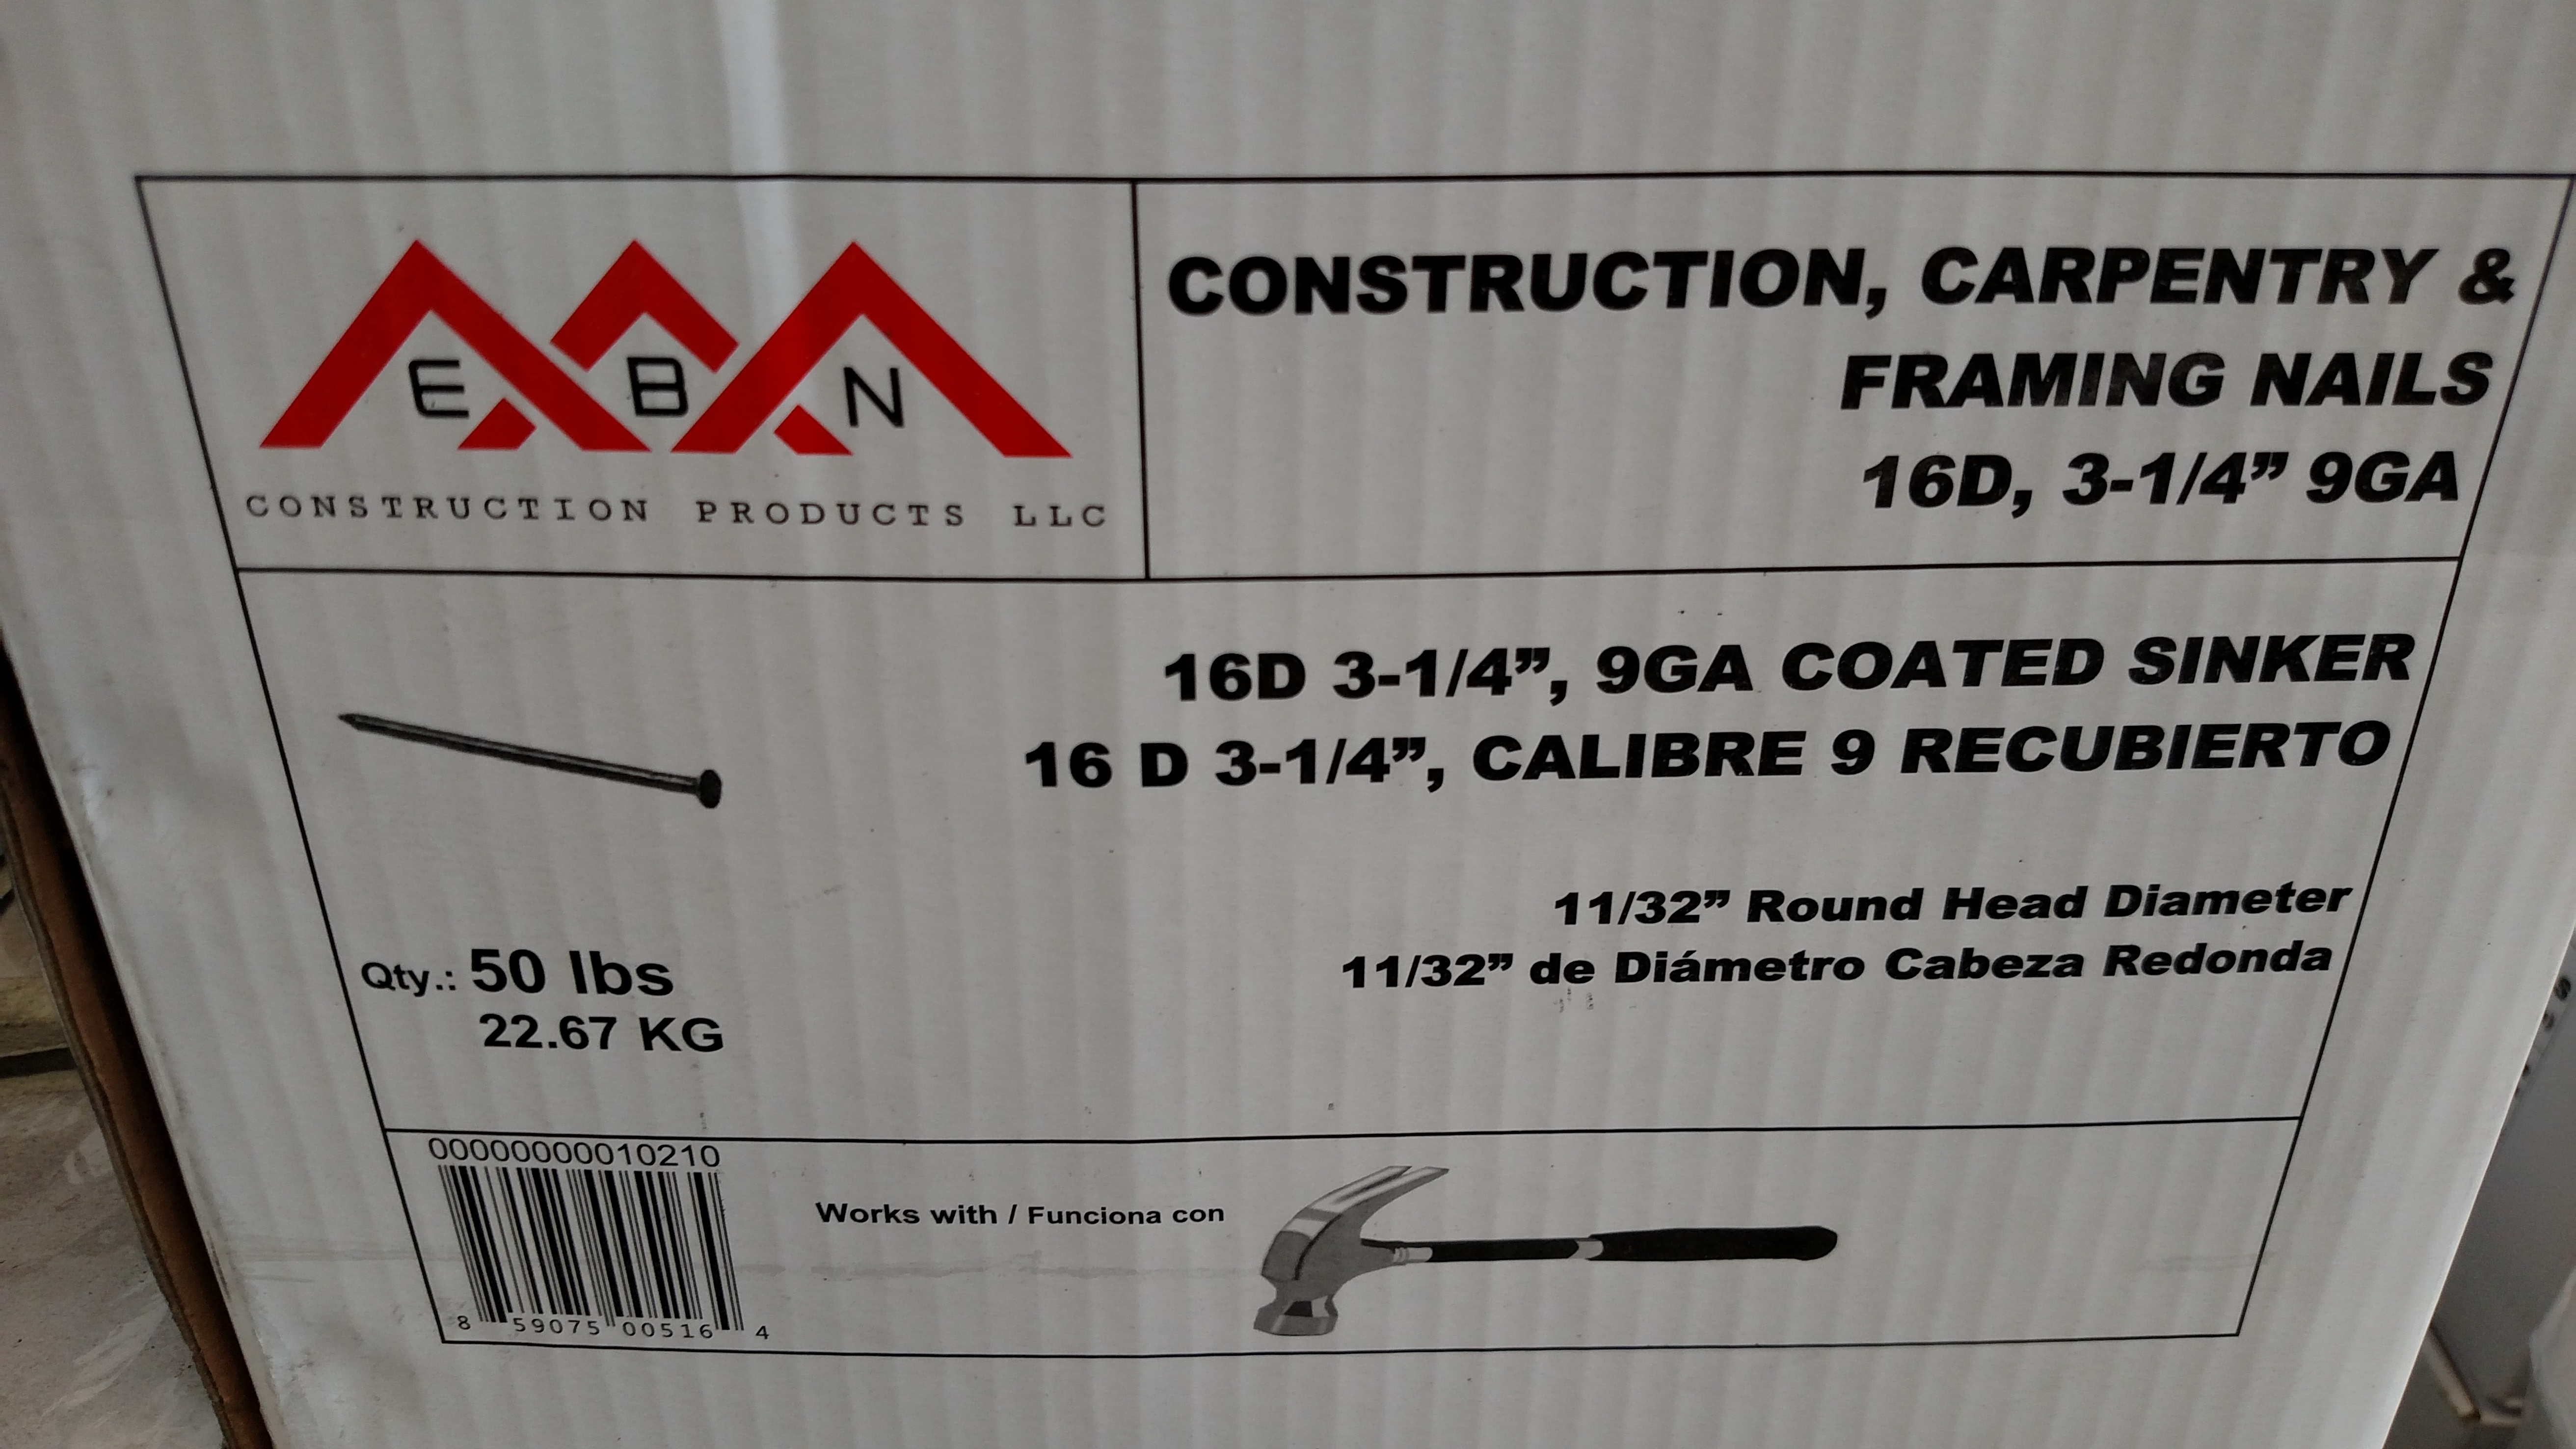 E B N
CONSTRUCTION PRODUCTS LLC
CONSTRUCTION, CARPENTRY &
FRAMING NAILS
16D, 3-1/4” 9GA
16D 3-1/4”, 9GA COATED SINKER
16 D 3-1/4”, CALIBRE 9 RECUBIERTO
11/32” Round Head Diameter
11/32” de Diámetro Cabeza Redonda
Qty.: 50 lbs
22.67 KG
00000000010210
8 59075 00516 4
Works with / Funciona con